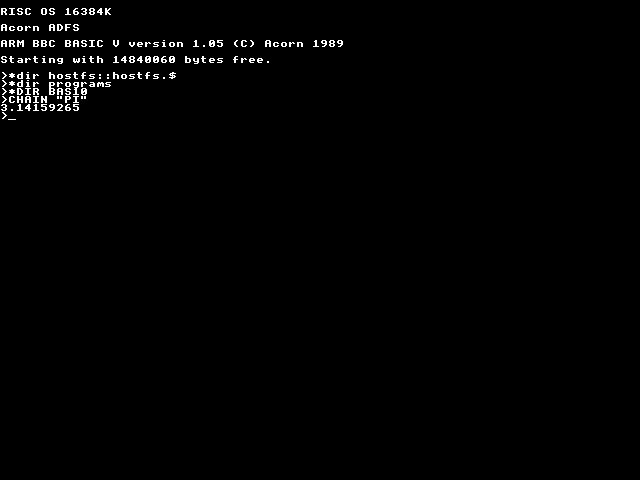 RISC OS 16384K
Acorn ADFS
ARM BBC BASIC V version 1.05 (C) Acorn 1989
Starting with 14840060 bytes free.
>*dir hostfs::hostfs.$
>*dir programs
>*DIR BAS10
>CHAIN "PI"
3.14159265
>_